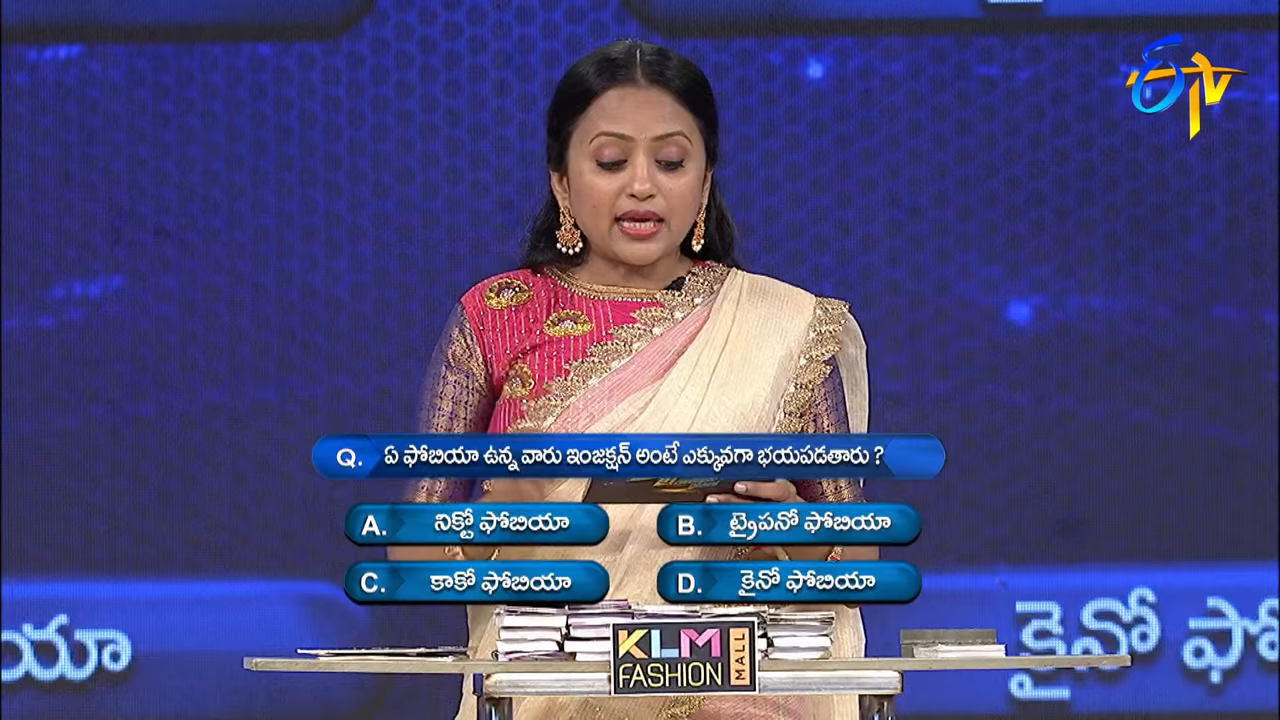 ETV
Q. ఏ ఫోబియా ఉన్న వారు ఇంజక్షన్ అంటే ఎక్కువగా భయపడతారు ?
A. నిక్టో ఫోబియా
B. ట్రైపనో ఫోబియా
C. కాకో ఫోబియా
D. కైనో ఫోబియా
యా
కైనో ఫో
KLM
FASHION
MALL